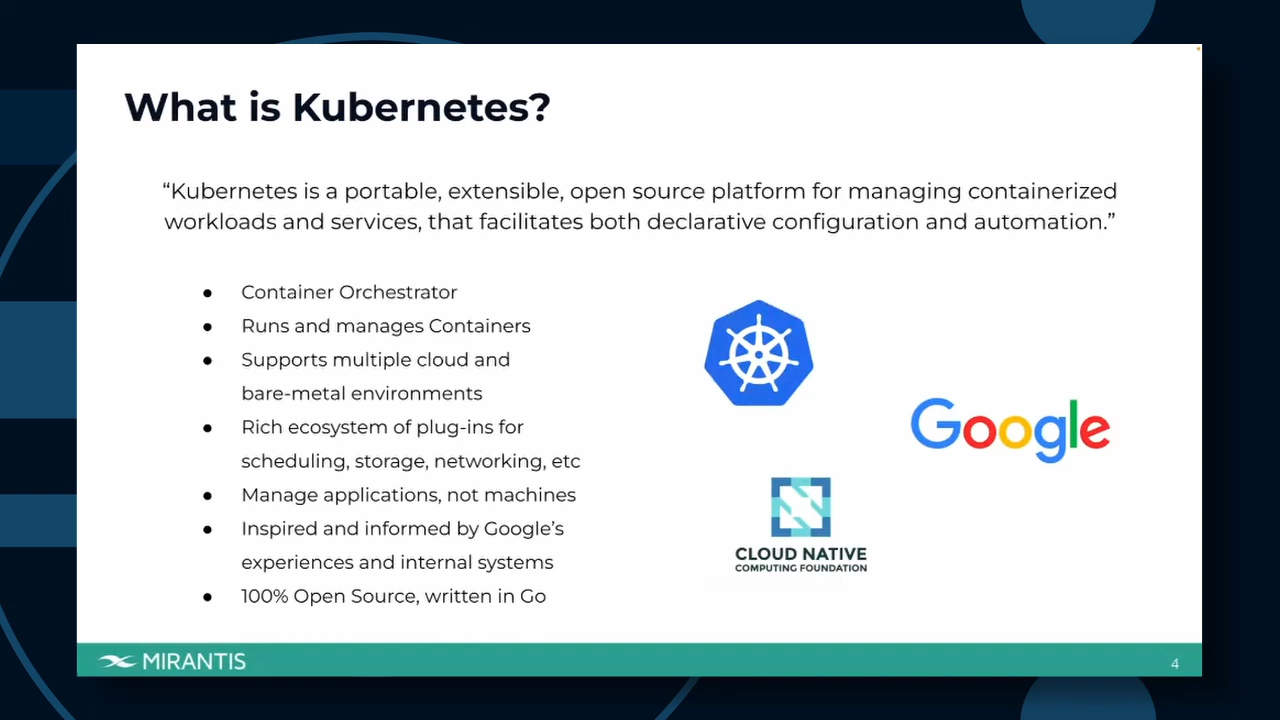 What is Kubernetes?
“Kubernetes is a portable, extensible, open source platform for managing containerized
workloads and services, that facilitates both declarative configuration and automation.”
● Container Orchestrator
● Runs and manages Containers
● Supports multiple cloud and
bare-metal environments
● Rich ecosystem of plug-ins for
scheduling, storage, networking, etc
● Manage applications, not machines
● Inspired and informed by Google’s
experiences and internal systems
● 100% Open Source, written in Go
Google
CLOUD NATIVE
COMPUTING FOUNDATION
MIRANTIS
4